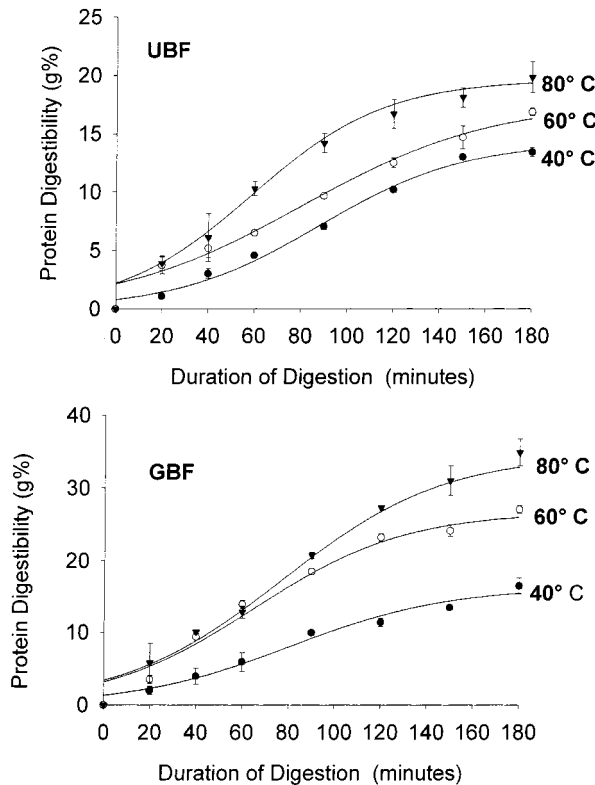 25
UBF
20
15
10
5
0
Protein Digestibility (g%)
80° C
60° C
40° C
0 20 40 60 80 100 120 140 160 180
Duration of Digestion (minutes)
40
GBF
30
20
10
0
Protein Digestibility (g%)
80° C
60° C
40° C
0 20 40 60 80 100 120 140 160 180
Duration of Digestion (minutes)